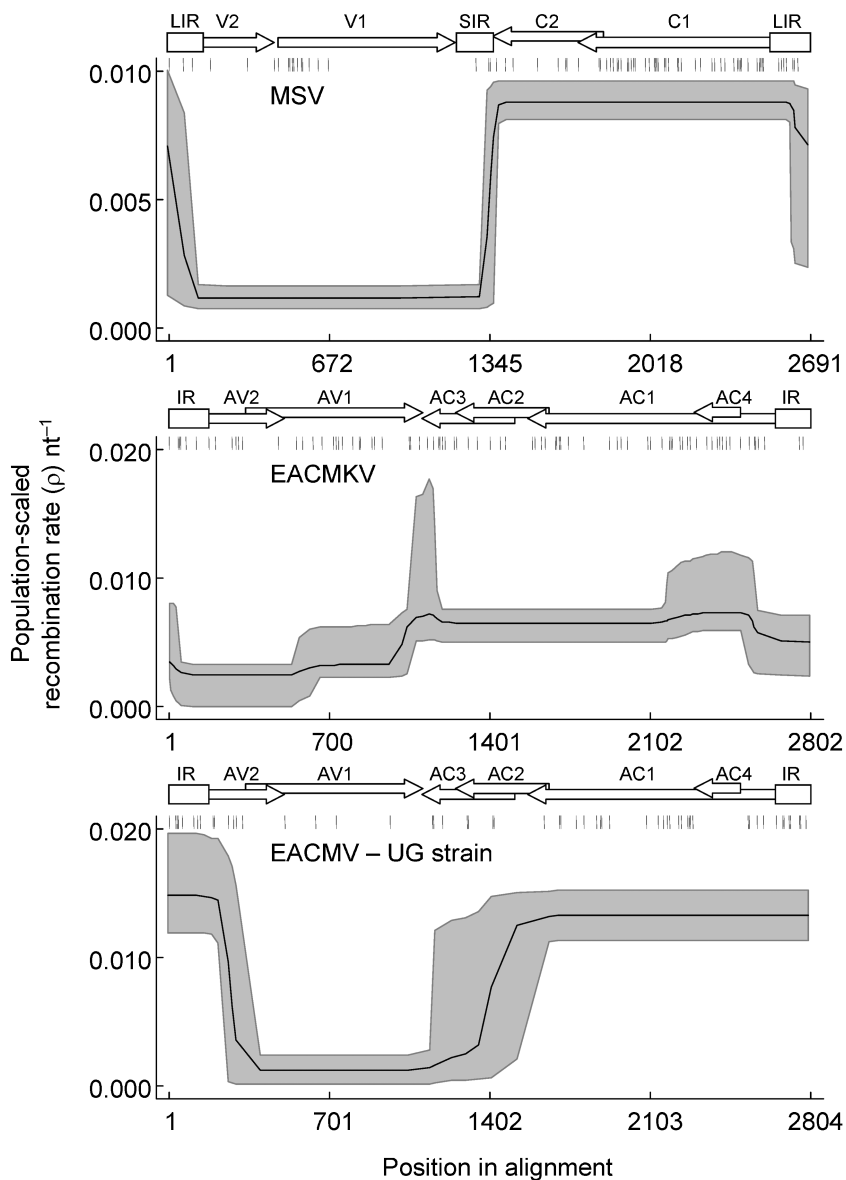 LIR V2 V1 SIR C2 C1 LIR
0.010
MSV
0.005
0.000
1 672 1345 2018 2691
IR AV2 AV1 AC3 AC2 AC1 AC4 IR
0.020
EACMKV
0.010
0.000
1 700 1401 2102 2802
IR AV2 AV1 AC3 AC2 AC1 AC4 IR
0.020
EACMV – UG strain
0.010
0.000
1 701 1402 2103 2804
Population-scaled
recombination rate (ρ) nt⁻¹
Position in alignment